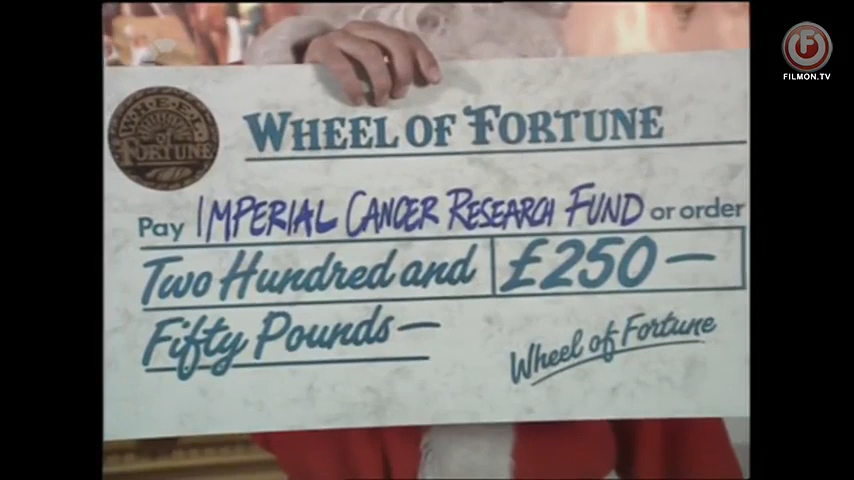 FILMON.TV
WHEEL OF FORTUNE
WHEEL OF FORTUNE
Pay IMPERIAL CANCER RESEARCH FUND or order
Two Hundred and £250—
Fifty Pounds—
Wheel of Fortune